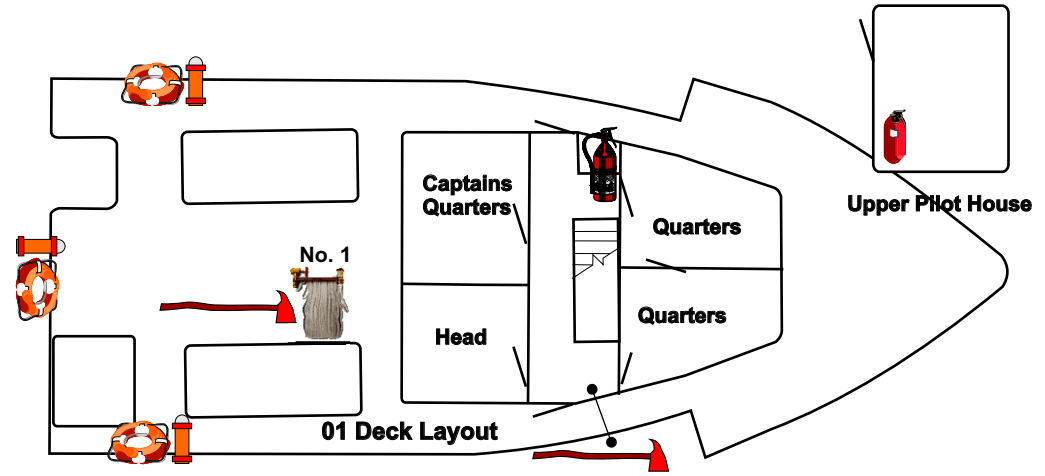 Captains
Quarters
Quarters
Upper Pilot House
No. 1
Quarters
Head
01 Deck Layout